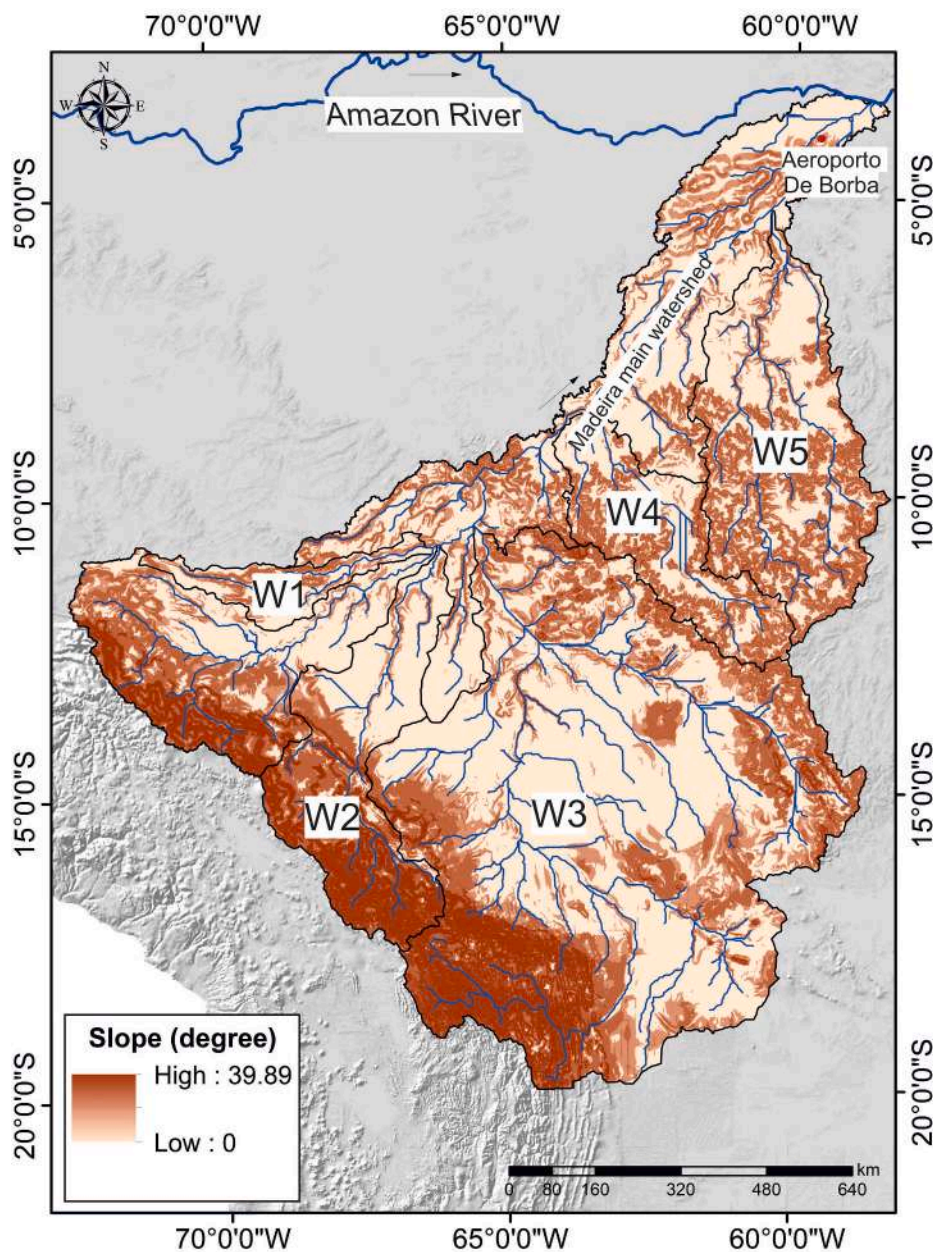 70°0'0"W 65°0'0"W 60°0'0"W
N
W E
S
Amazon River
Aeroporto
De Borba
5°0'0"S 5°0'0"S
Madeira main watershed
W5
10°0'0"S 10°0'0"S
W4
W1
15°0'0"S 15°0'0"S
W2 W3
Slope (degree)
High : 39.89
Low : 0
20°0'0"S 20°0'0"S
km
0 80 160 320 480 640
70°0'0"W 65°0'0"W 60°0'0"W